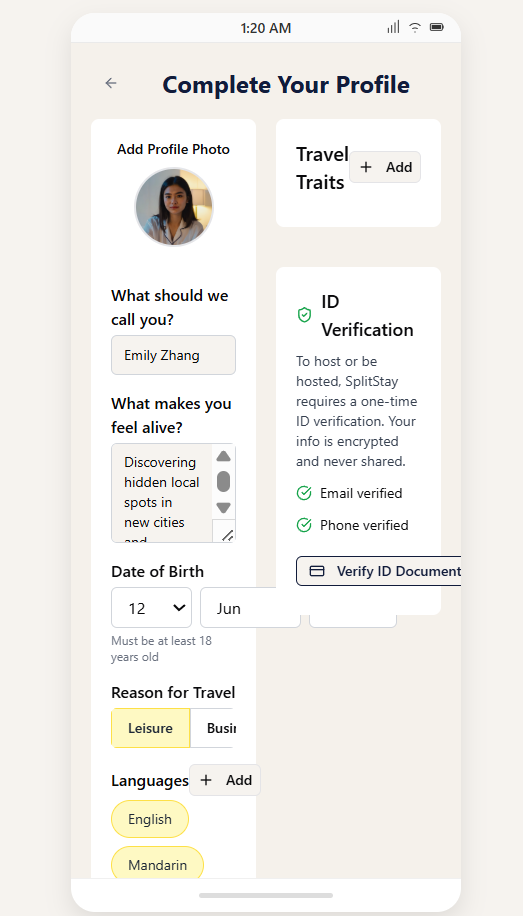 1:20 AM
Complete Your Profile
Add Profile Photo
What should we
call you?
Emily Zhang
What makes you
feel alive?
Discovering
hidden local
spots in
new cities
and
Date of Birth
12
Jun
Must be at least 18
years old
Reason for Travel
Leisure
Busin
Languages
Add
English
Mandarin
Travel
Traits
Add
ID
Verification
To host or be
hosted, SplitStay
requires a one-time
ID verification. Your
info is encrypted
and never shared.
Email verified
Phone verified
Verify ID Document